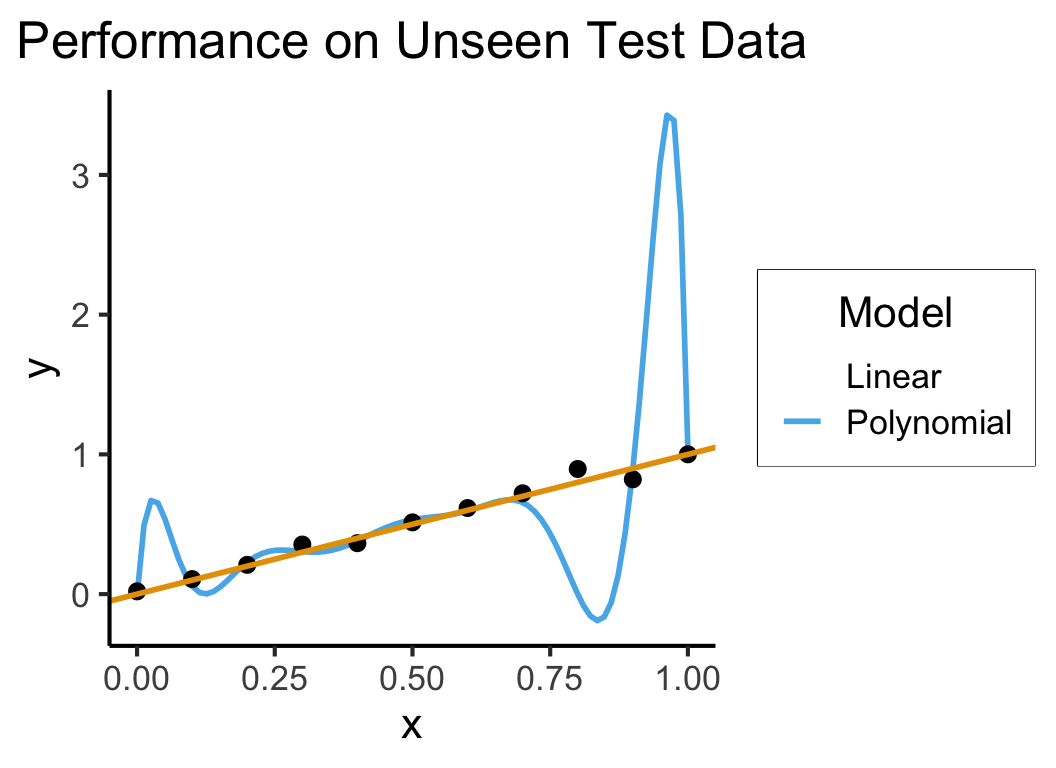 Performance on Unseen Test Data
3
2
1
0
y
0.00 0.25 0.50 0.75 1.00
x
Model
Linear
Polynomial